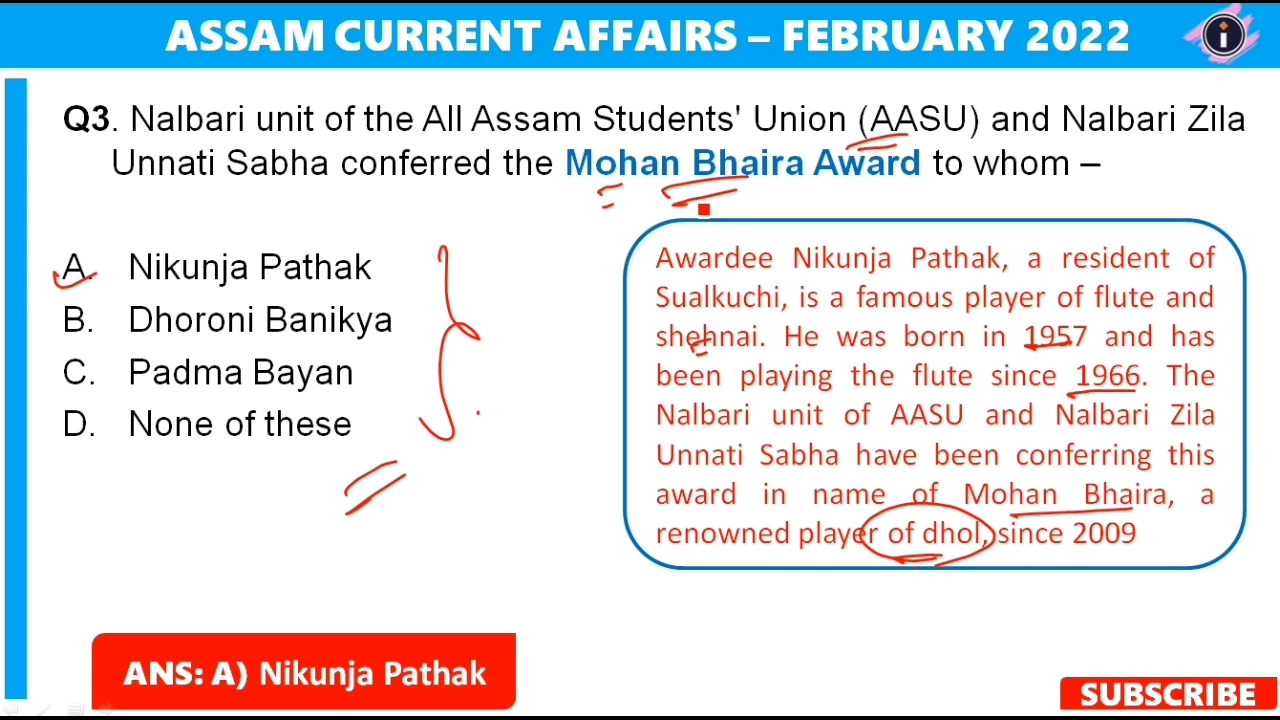 ASSAM CURRENT AFFAIRS – FEBRUARY 2022
i
Q3. Nalbari unit of the All Assam Students' Union (AASU) and Nalbari Zila
Unnati Sabha conferred the Mohan Bhaira Award to whom –
A. Nikunja Pathak
B. Dhoroni Banikya
C. Padma Bayan
D. None of these
Awardee Nikunja Pathak, a resident of
Sualkuchi, is a famous player of flute and
shehnai. He was born in 1957 and has
been playing the flute since 1966. The
Nalbari unit of AASU and Nalbari Zila
Unnati Sabha have been conferring this
award in name of Mohan Bhaira, a
renowned player of dhol, since 2009
ANS: A) Nikunja Pathak
SUBSCRIBE